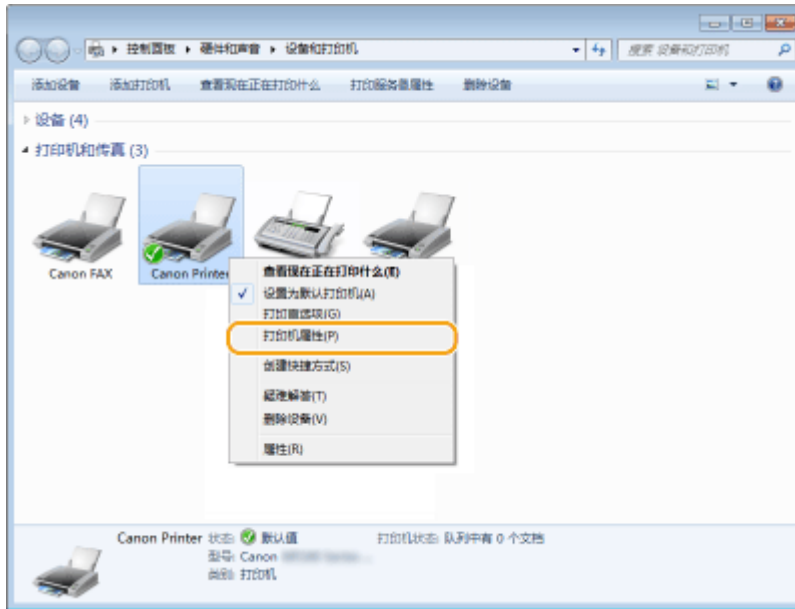 控制面板 ▸ 硬件和声音 ▸ 设备和打印机
搜索 设备和打印机
添加设备 添加打印机 查看现在正在打印什么 打印服务器属性 删除设备
设备 (4)
打印机和传真 (3)
Canon FAX
Canon Printer
查看现在正在打印什么(E)
设置为默认打印机(A)
打印首选项(G)
打印机属性(P)
创建快捷方式(S)
疑难解答(T)
删除设备(V)
属性(R)
Canon Printer 状态: 默认值 打印机状态: 队列中有 0 个文档
型号: Canon
类别: 打印机